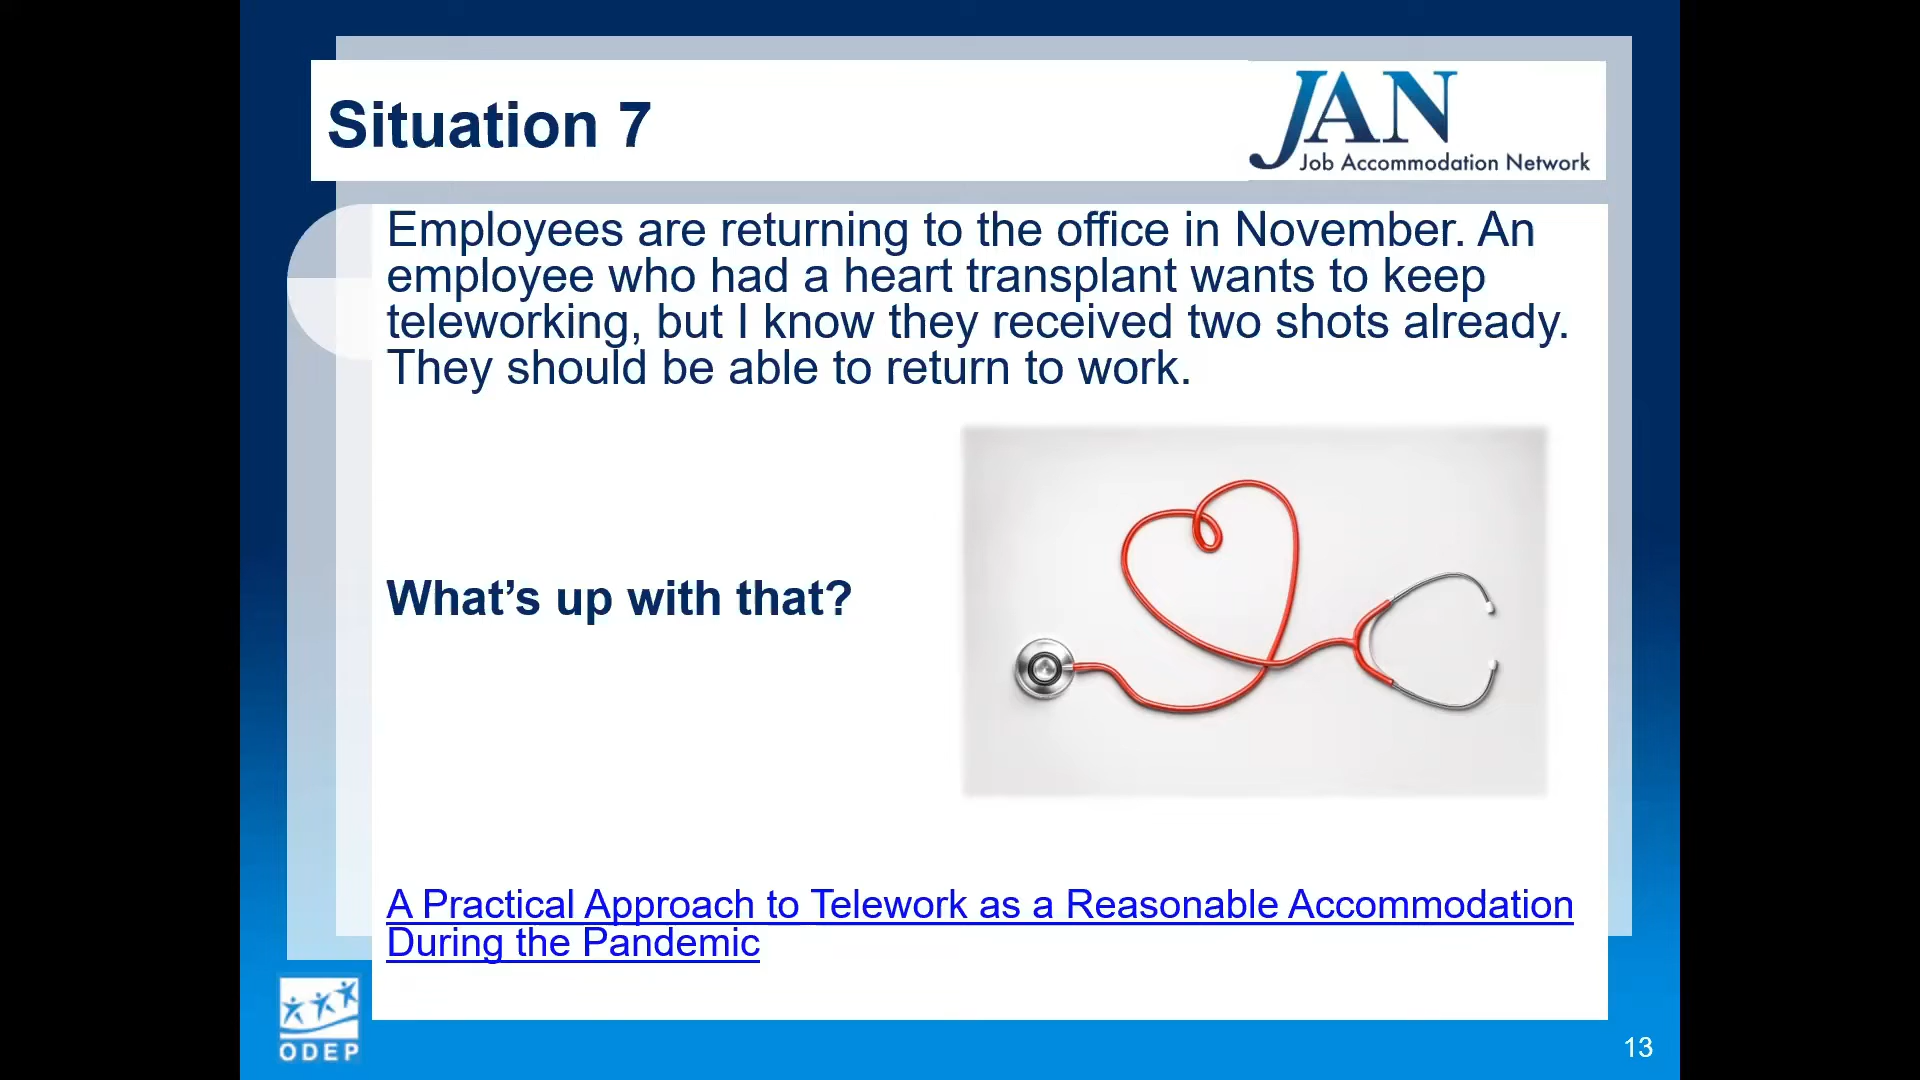 Situation 7
JAN
Job Accommodation Network
Employees are returning to the office in November. An
employee who had a heart transplant wants to keep
teleworking, but I know they received two shots already.
They should be able to return to work.
What’s up with that?
A Practical Approach to Telework as a Reasonable Accommodation
During the Pandemic
ODEP
13